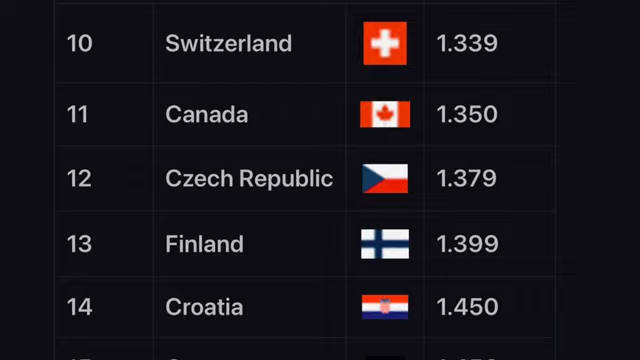 10 Switzerland 1.339
11 Canada 1.350
12 Czech Republic 1.379
13 Finland 1.399
14 Croatia 1.450